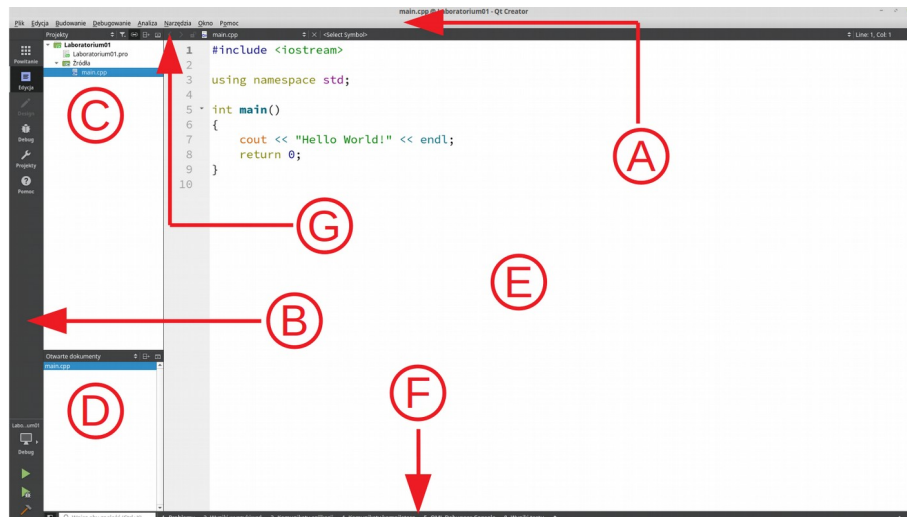 main.cpp @ Laboratorium01 - Qt Creator
Plik Edycja Budowanie Debugowanie Analiza Narzędzia Okno Pomoc
Projekty
main.cpp
<Select Symbol>
Line: 1, Col: 1
Powitanie
Edycja
Design
Debug
Projekty
Pomoc
Laboratorium01
Laboratorium01.pro
Źródła
main.cpp
1 #include <iostream>
2
3 using namespace std;
4
5 int main()
6 {
7 cout << "Hello World!" << endl;
8 return 0;
9 }
10
A
C
G
E
B
F
D
Otwarte dokumenty
main.cpp
Labo...um01
Debug